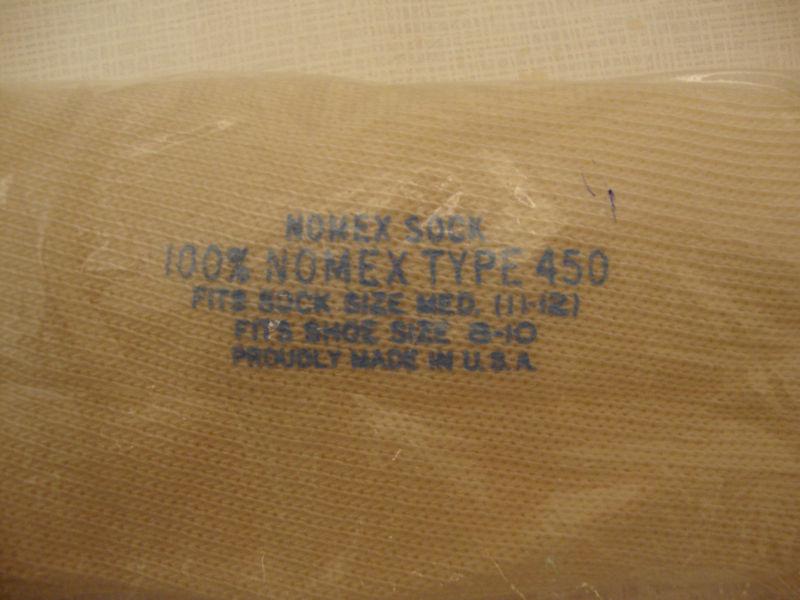 NOMEX SOCK
100% NOMEX TYPE 450
FITS SOCK SIZE MED. (11-12)
FITS SHOE SIZE 8-10
PROUDLY MADE IN U.S.A.